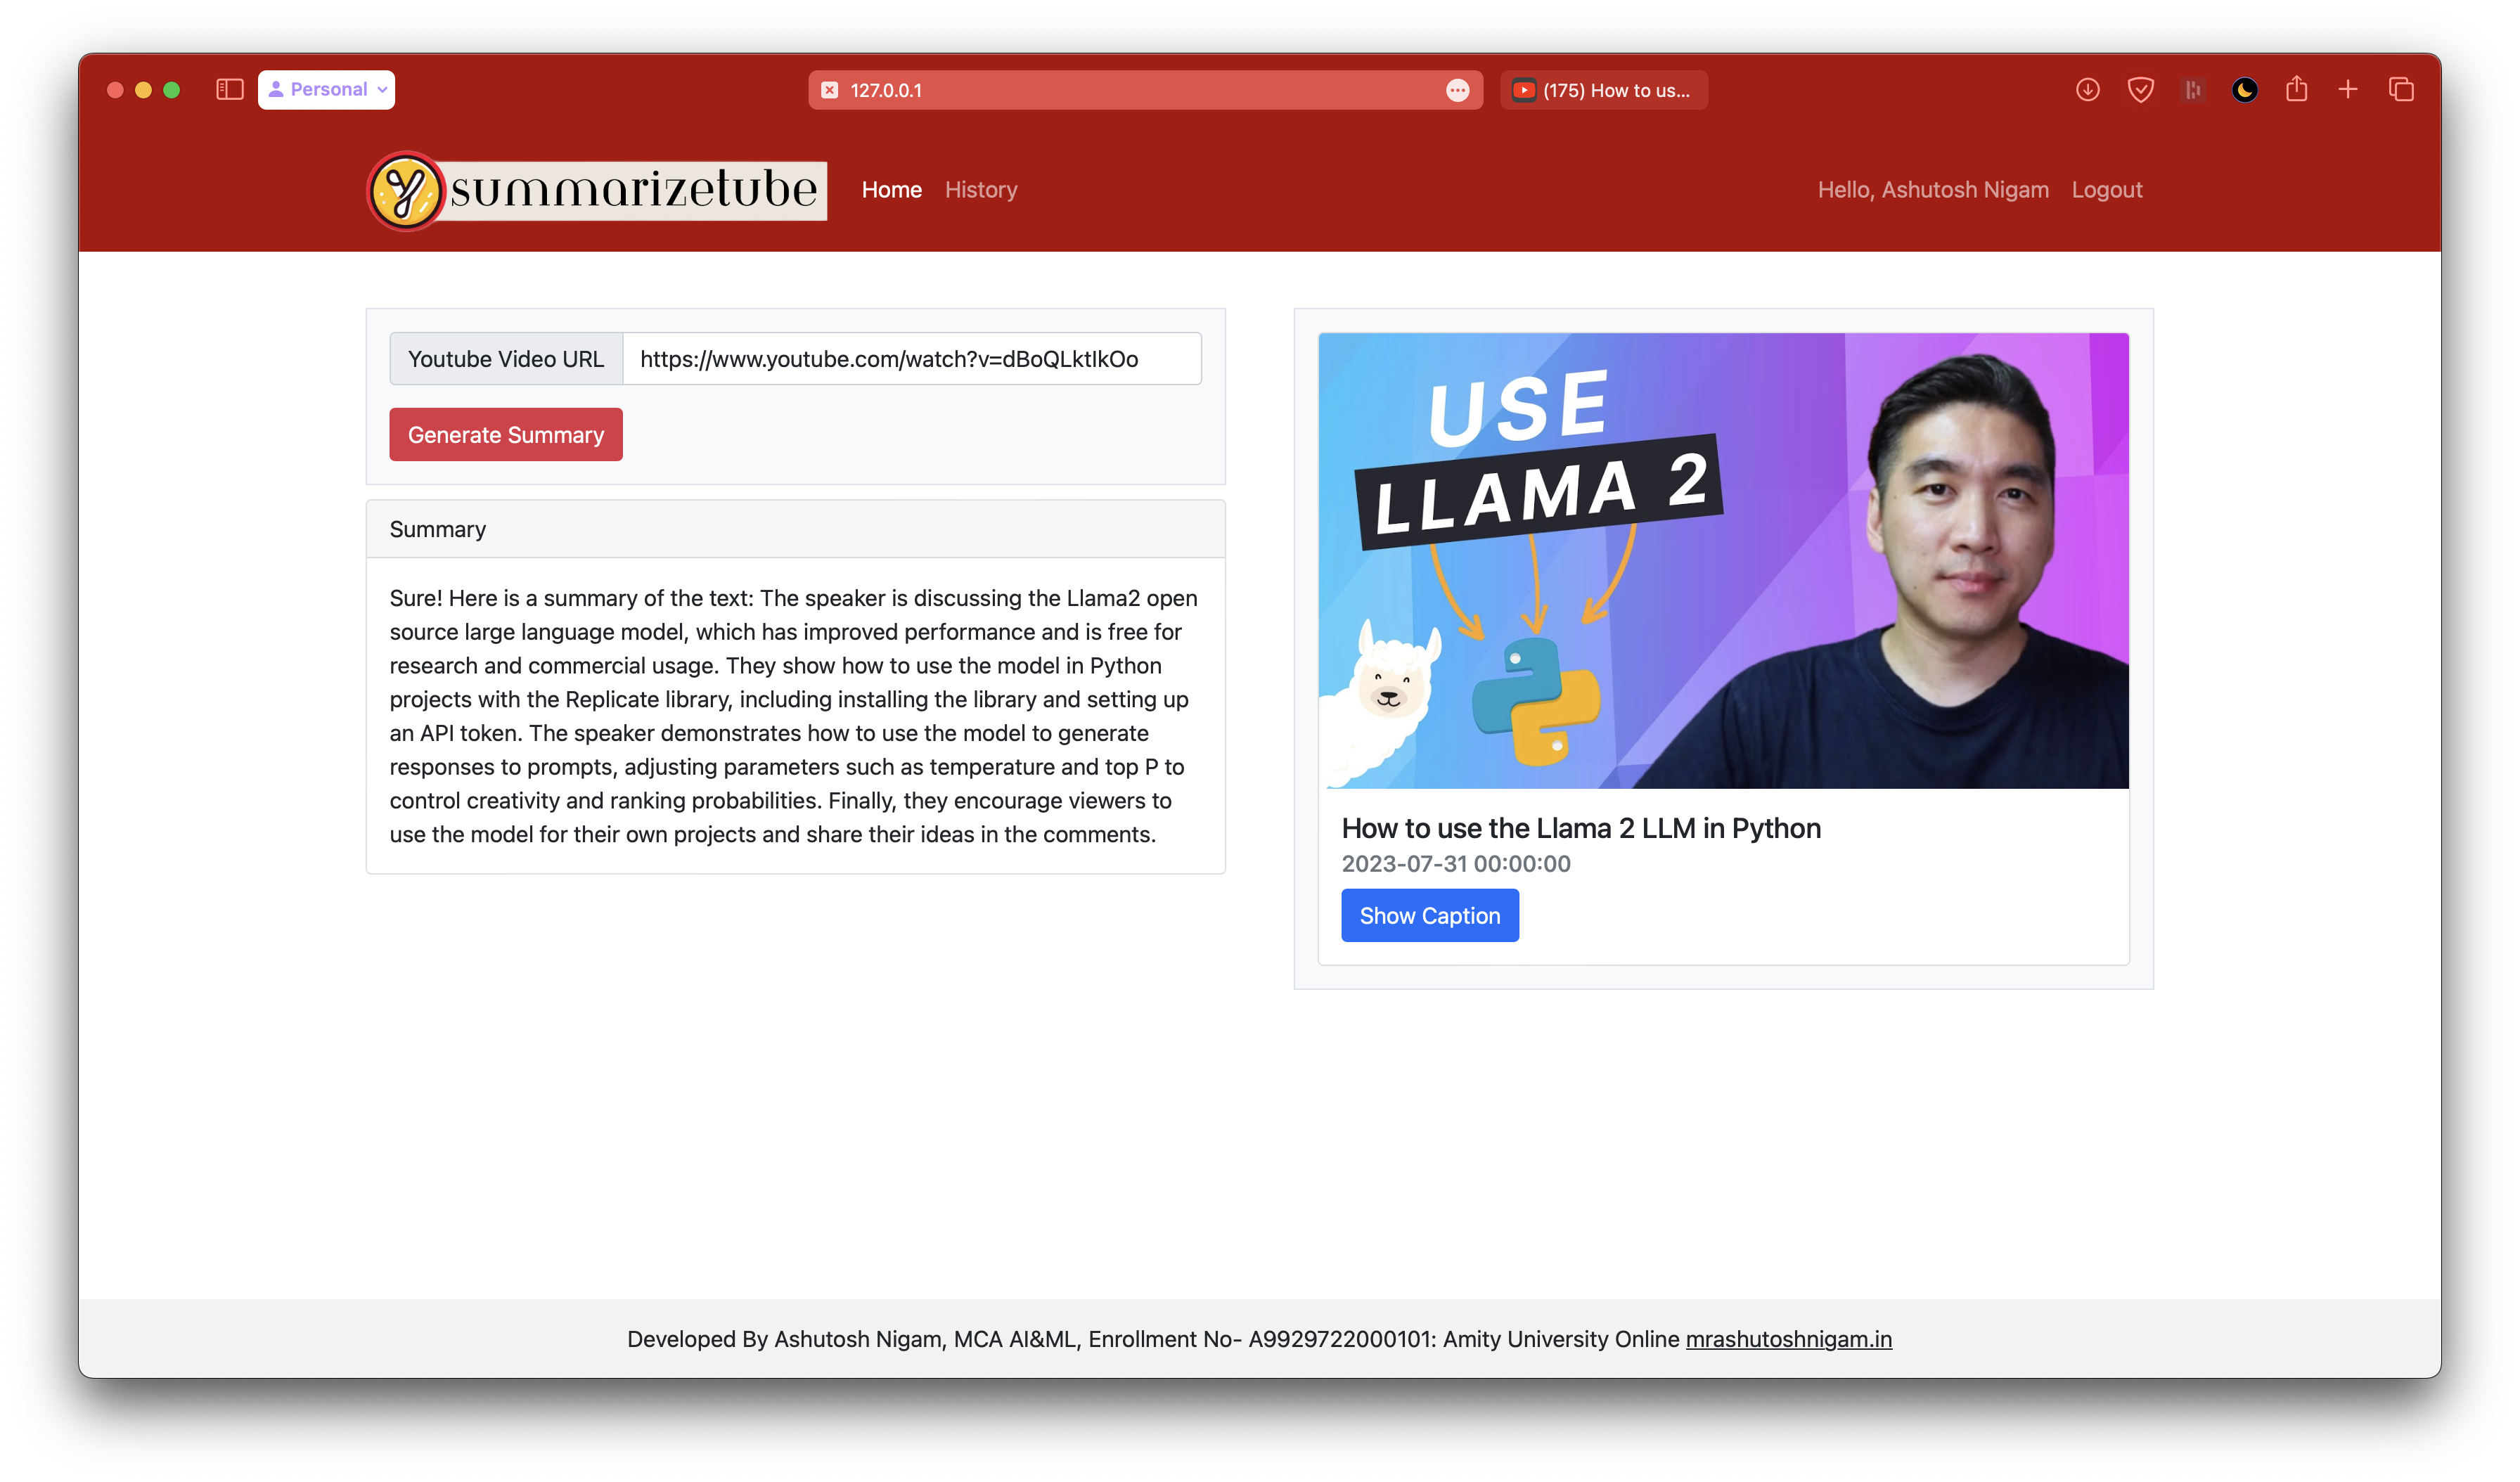 Personal
127.0.0.1
(175) How to us...
summarizetube
Home
History
Hello, Ashutosh Nigam
Logout
Youtube Video URL
https://www.youtube.com/watch?v=dBoQLktIkOo
Generate Summary
Summary
Sure! Here is a summary of the text: The speaker is discussing the Llama2 open
source large language model, which has improved performance and is free for
research and commercial usage. They show how to use the model in Python
projects with the Replicate library, including installing the library and setting up
an API token. The speaker demonstrates how to use the model to generate
responses to prompts, adjusting parameters such as temperature and top P to
control creativity and ranking probabilities. Finally, they encourage viewers to
use the model for their own projects and share their ideas in the comments.
USE
LLAMA 2
How to use the Llama 2 LLM in Python
2023-07-31 00:00:00
Show Caption
Developed By Ashutosh Nigam, MCA AI&ML, Enrollment No- A9929722000101: Amity University Online mrashutoshnigam.in